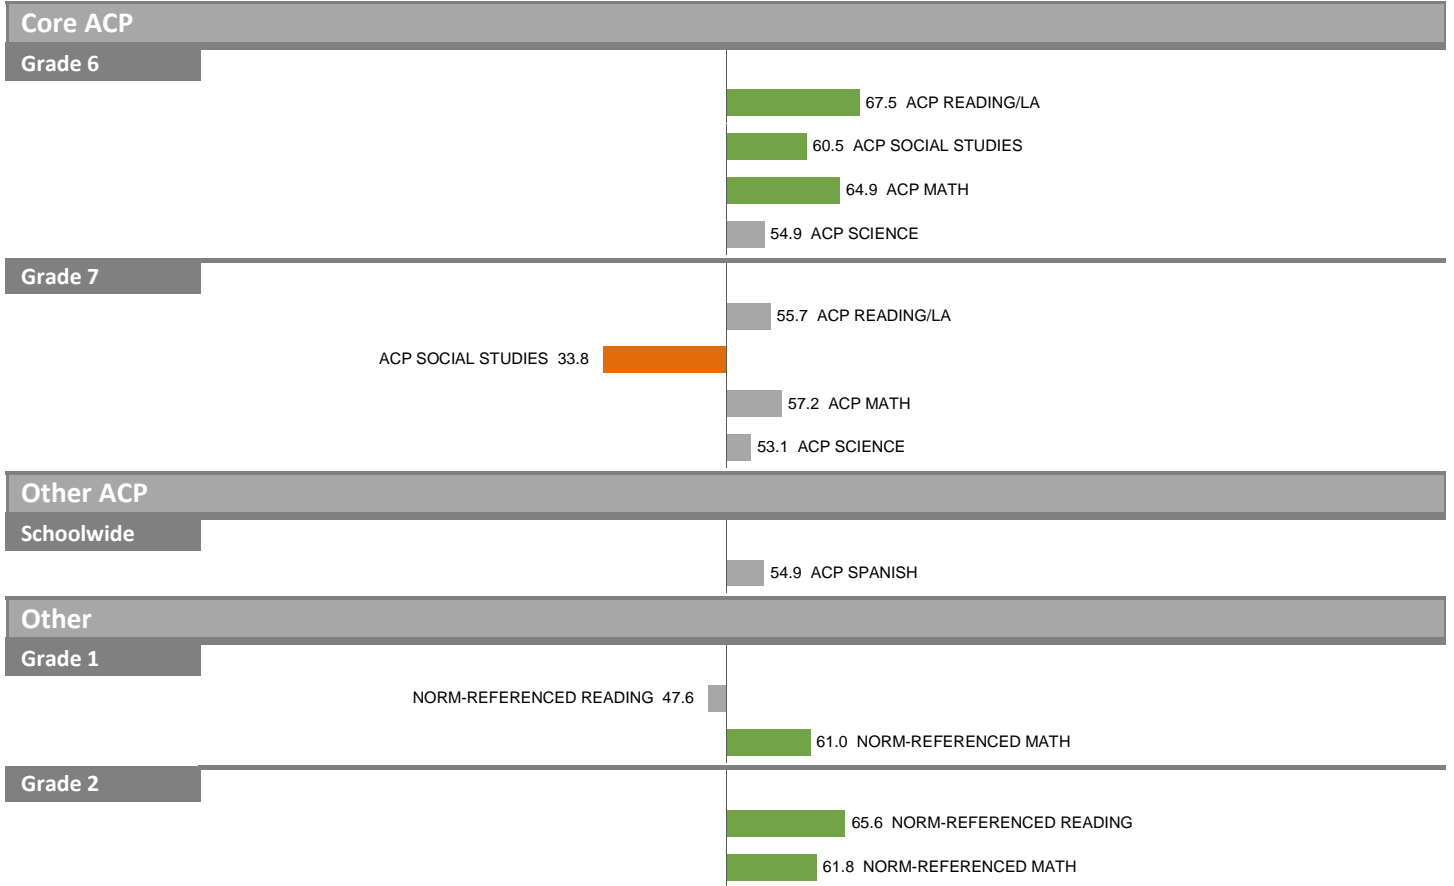 Core ACP
Grade 6
67.5 ACP READING/LA
60.5 ACP SOCIAL STUDIES
64.9 ACP MATH
54.9 ACP SCIENCE
Grade 7
55.7 ACP READING/LA
ACP SOCIAL STUDIES 33.8
57.2 ACP MATH
53.1 ACP SCIENCE
Other ACP
Schoolwide
54.9 ACP SPANISH
Other
Grade 1
NORM-REFERENCED READING 47.6
61.0 NORM-REFERENCED MATH
Grade 2
65.6 NORM-REFERENCED READING
61.8 NORM-REFERENCED MATH